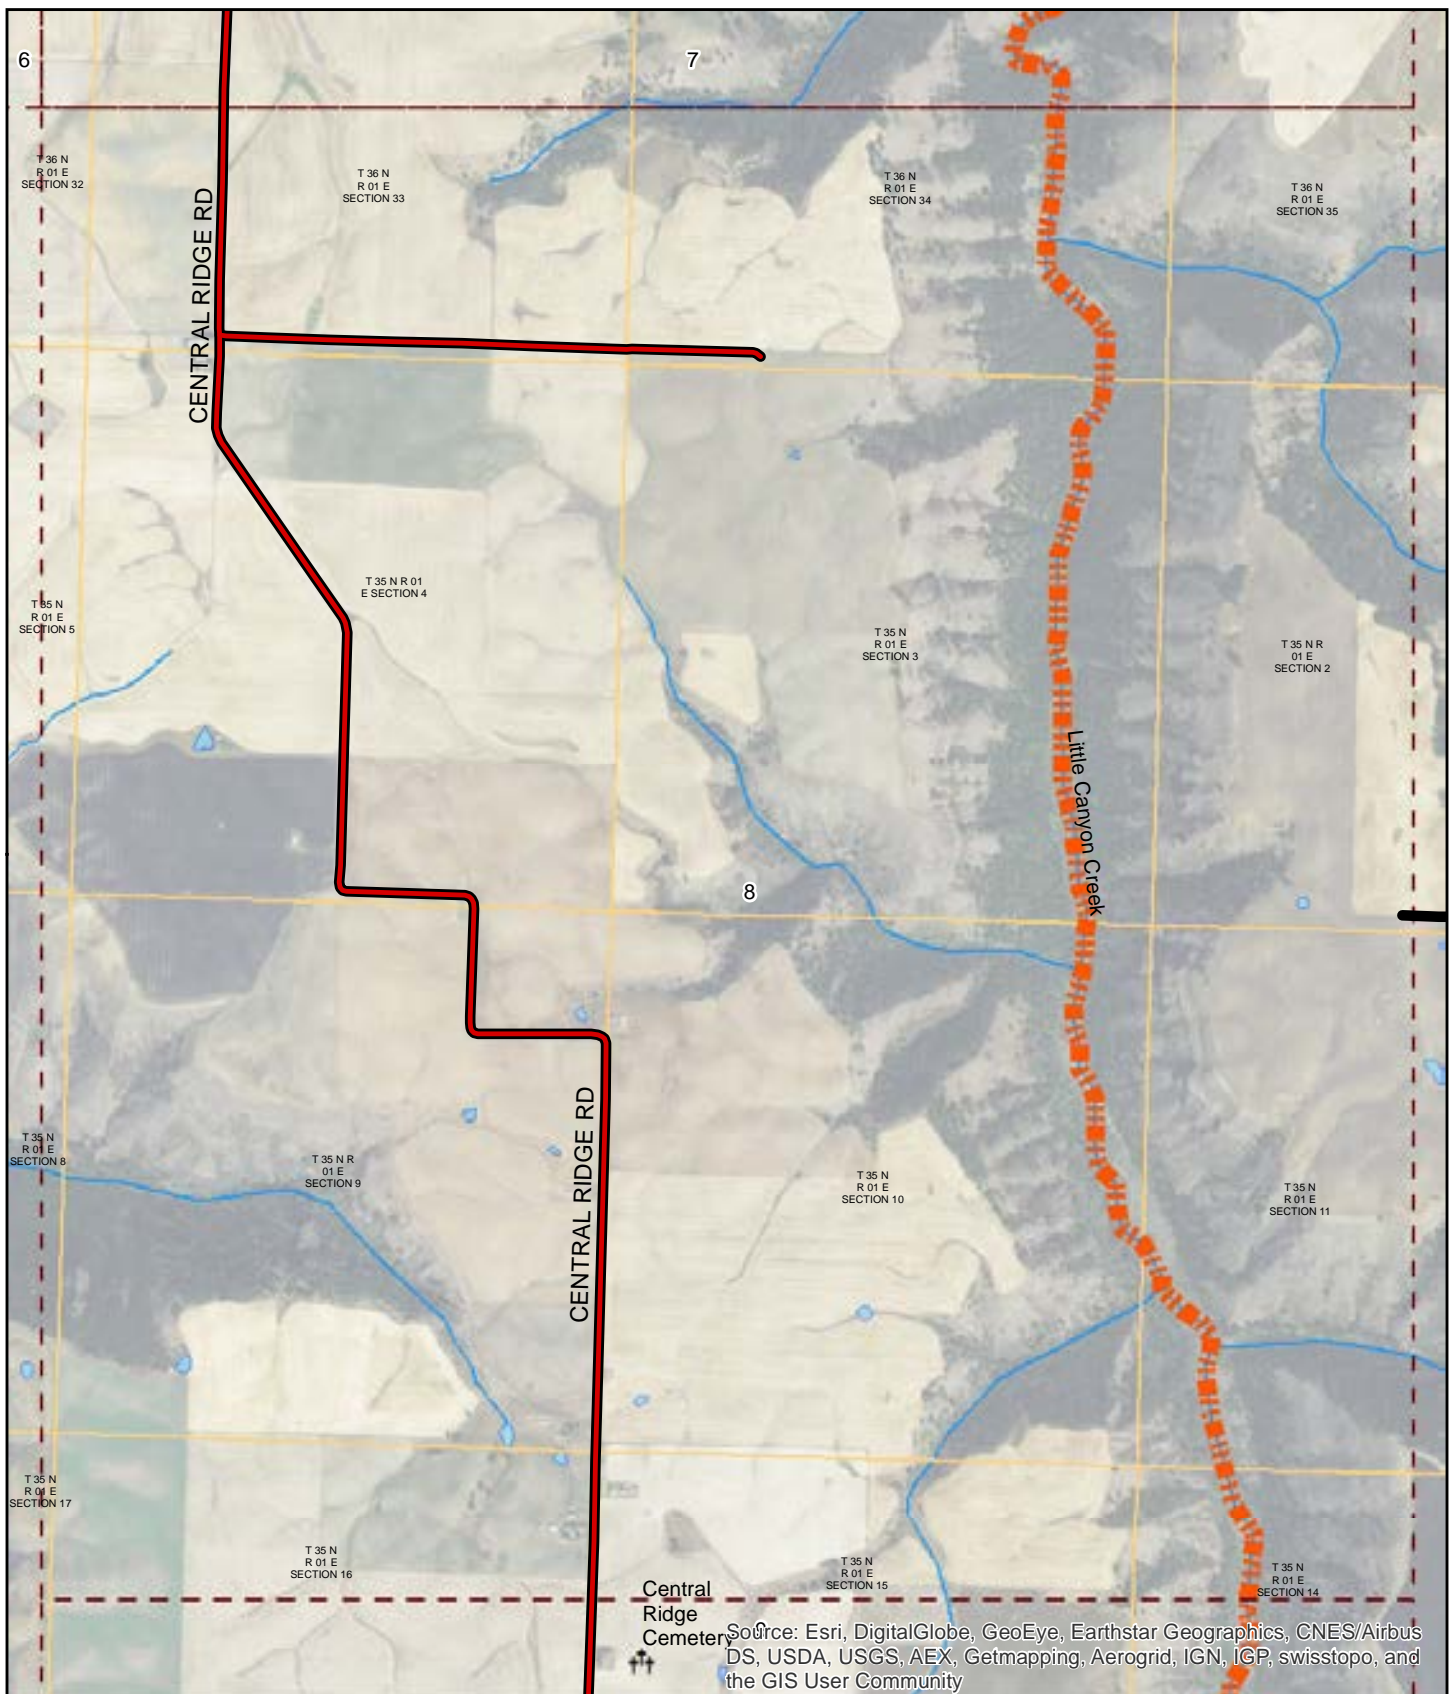 6
7
T 36 N
R 01 E
SECTION 32
T 36 N
R 01 E
SECTION 33
T 36 N
R 01 E
SECTION 34
T 36 N
R 01 E
SECTION 35
CENTRAL RIDGE RD
T 35 N
R 01 E
SECTION 5
T 35 N R 01
E SECTION 4
T 35 N
R 01 E
SECTION 3
T 35 N R
01 E
SECTION 2
Little Canyon Creek
8
T 35 N
R 01 E
SECTION 8
T 35 N R
01 E
SECTION 9
CENTRAL RIDGE RD
T 35 N
R 01 E
SECTION 10
T 35 N
R 01 E
SECTION 11
T 35 N
R 01 E
SECTION 17
T 35 N
R 01 E
SECTION 16
T 35 N
R 01 E
SECTION 15
T 35 N
R 01 E
SECTION 14
Central
Ridge
Cemetery
Source: Esri, DigitalGlobe, GeoEye, Earthstar Geographics, CNES/Airbus
DS, USDA, USGS, AEX, Getmapping, Aerogrid, IGN, IGP, swisstopo, and
the GIS User Community